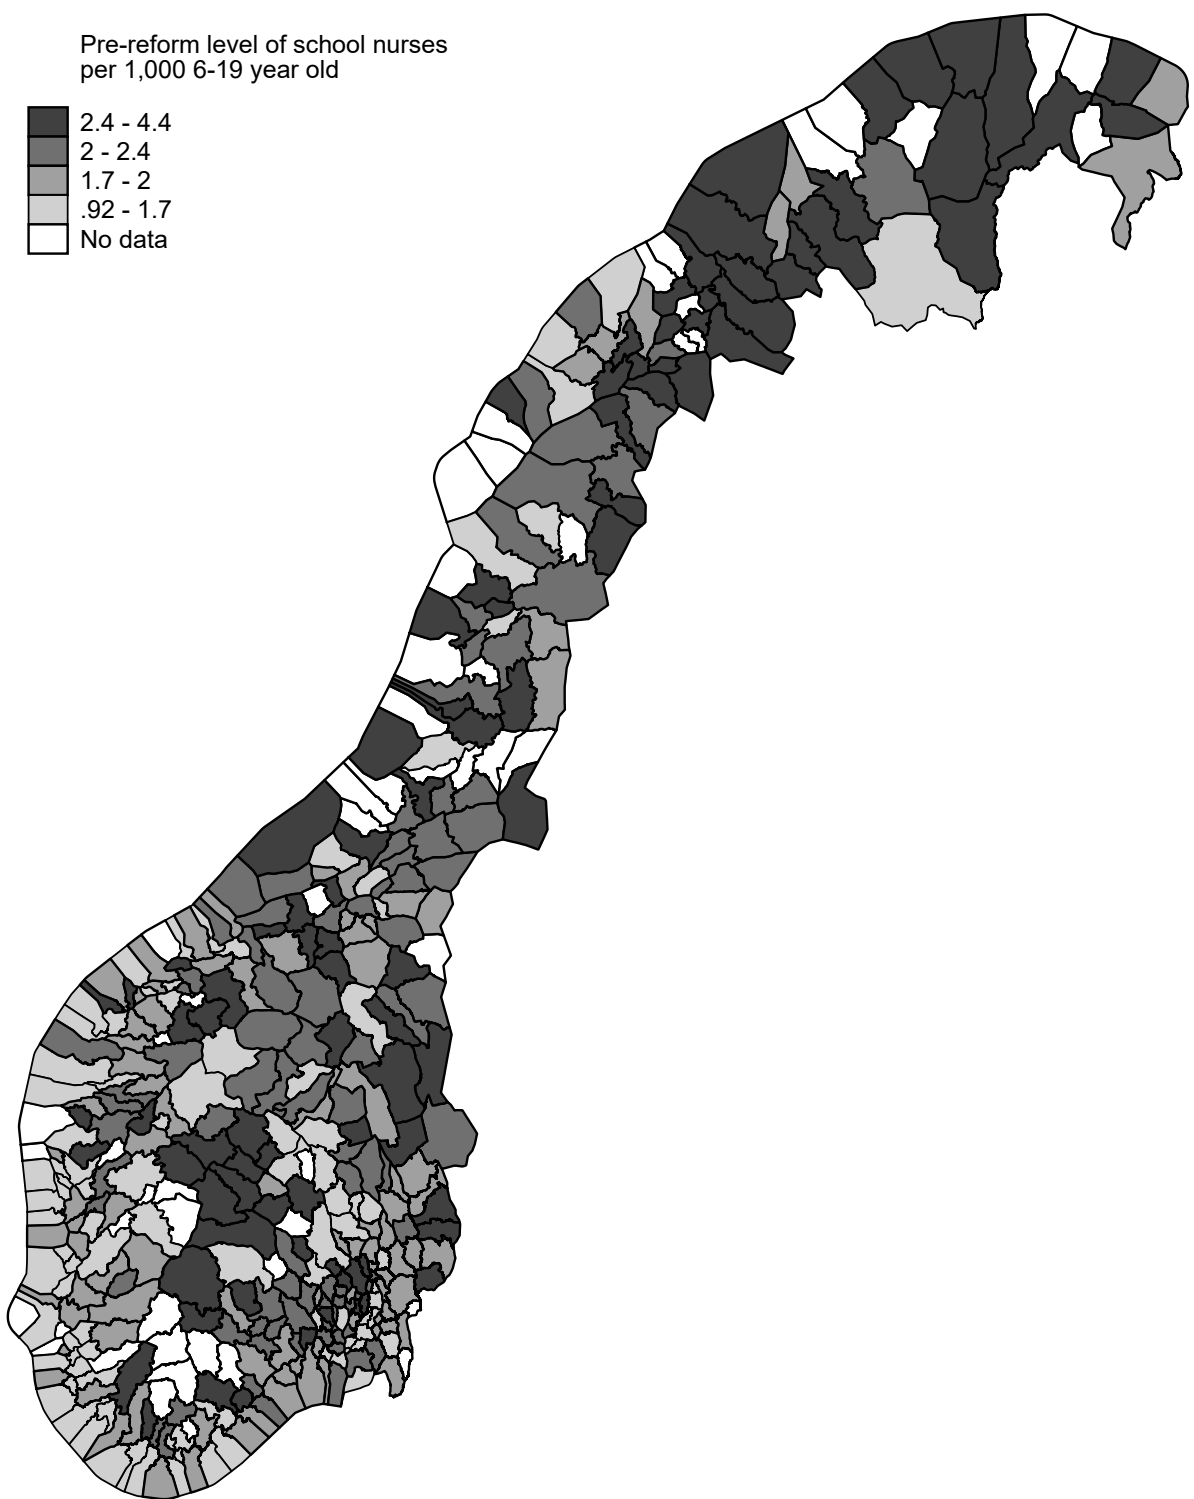 Pre-reform level of school nurses
per 1,000 6-19 year old
2.4 - 4.4
2 - 2.4
1.7 - 2
.92 - 1.7
No data